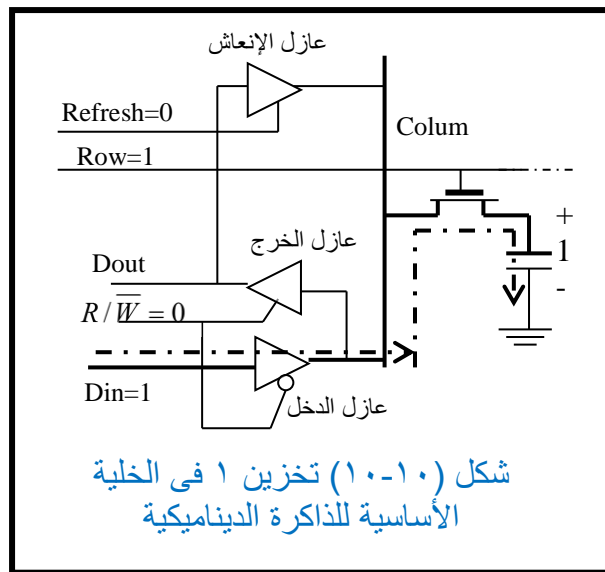 عازل الإنعاش
Refresh=0
Colum
Row=1
+
عازل الخرج
1
Dout
-
R/W̅ = 0
Din=1
عازل الدخل
شكل (١٠-١٠) تخزين ١ فى الخلية
الأساسية للذاكرة الديناميكية